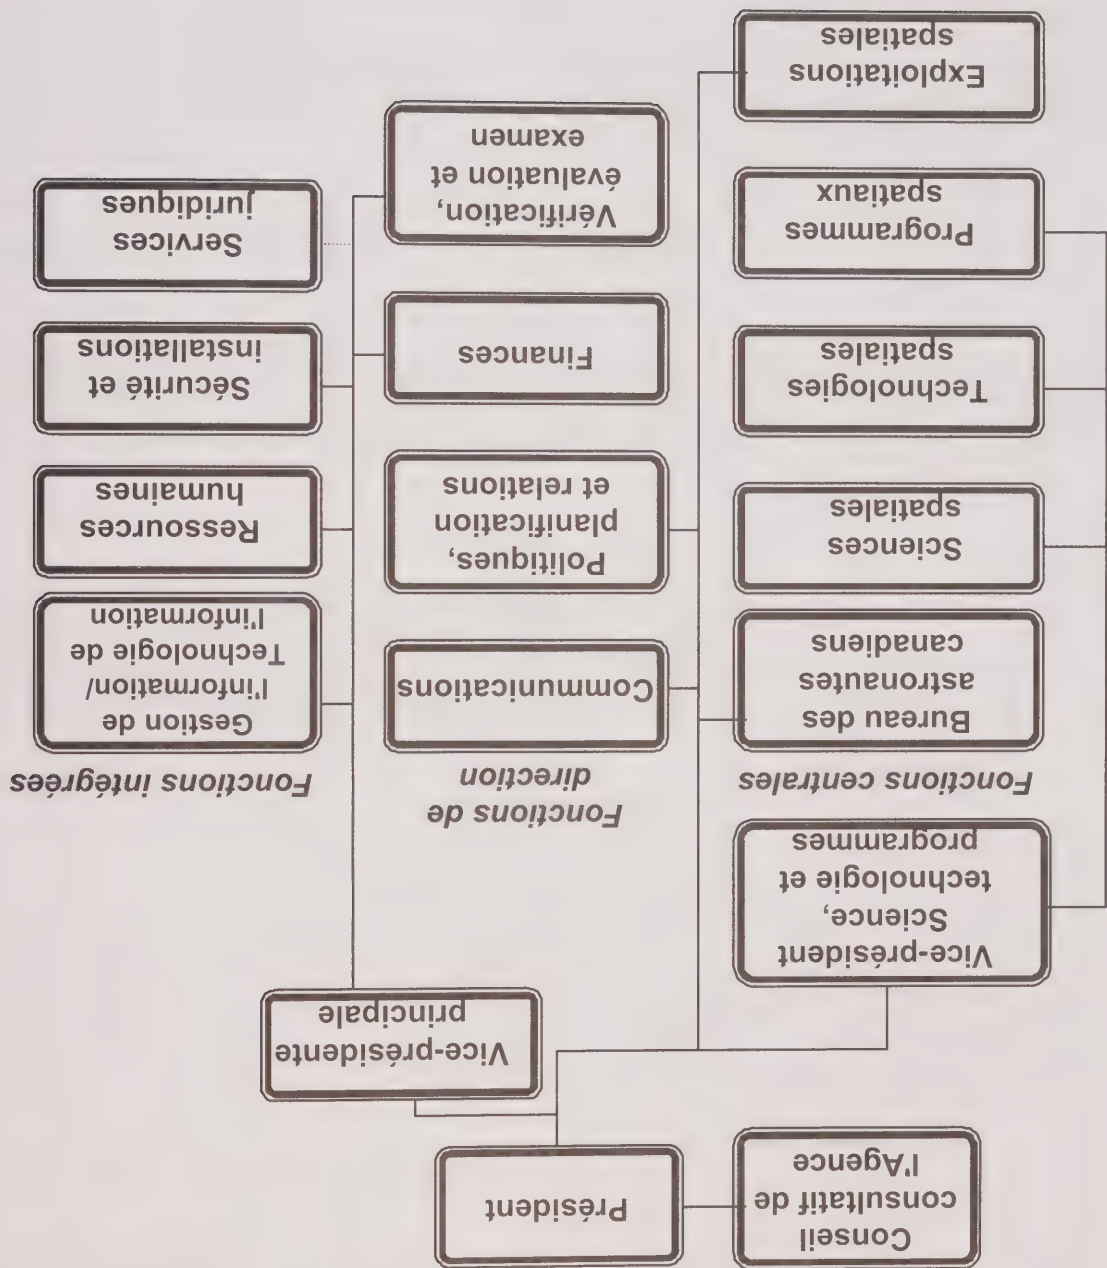 Conseil
consultatif de
l'Agence
Président
Vice-présidente
principale
Vice-président
Science,
technologie et
programmes
Fonctions centrales
Bureau des
astronautes
canadiens
Sciences
spatiales
Technologies
spatiales
Programmes
spatiaux
Exploitations
spatiales
Fonctions de
direction
Communications
Politiques,
planification
et relations
Finances
Vérification,
évaluation et
examen
Fonctions intégrées
Gestion de
l'information/
Technologie de
l'information
Ressources
humaines
Sécurité et
installations
Services
juridiques